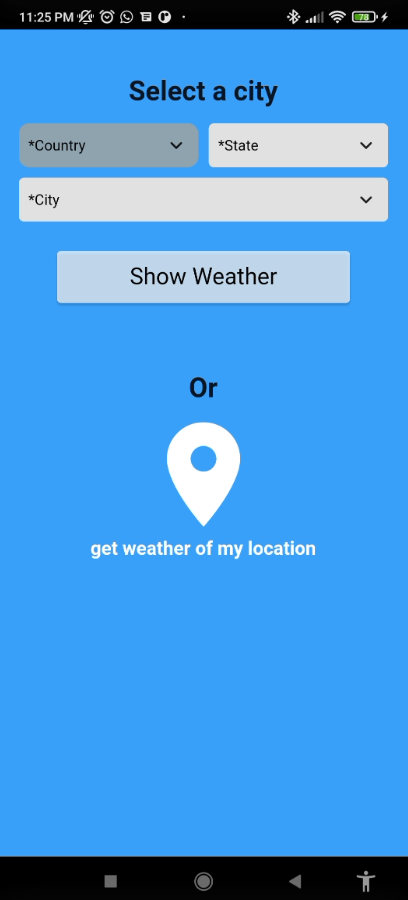 11:25 PM
78
Select a city
*Country
*State
*City
Show Weather
Or
get weather of my location